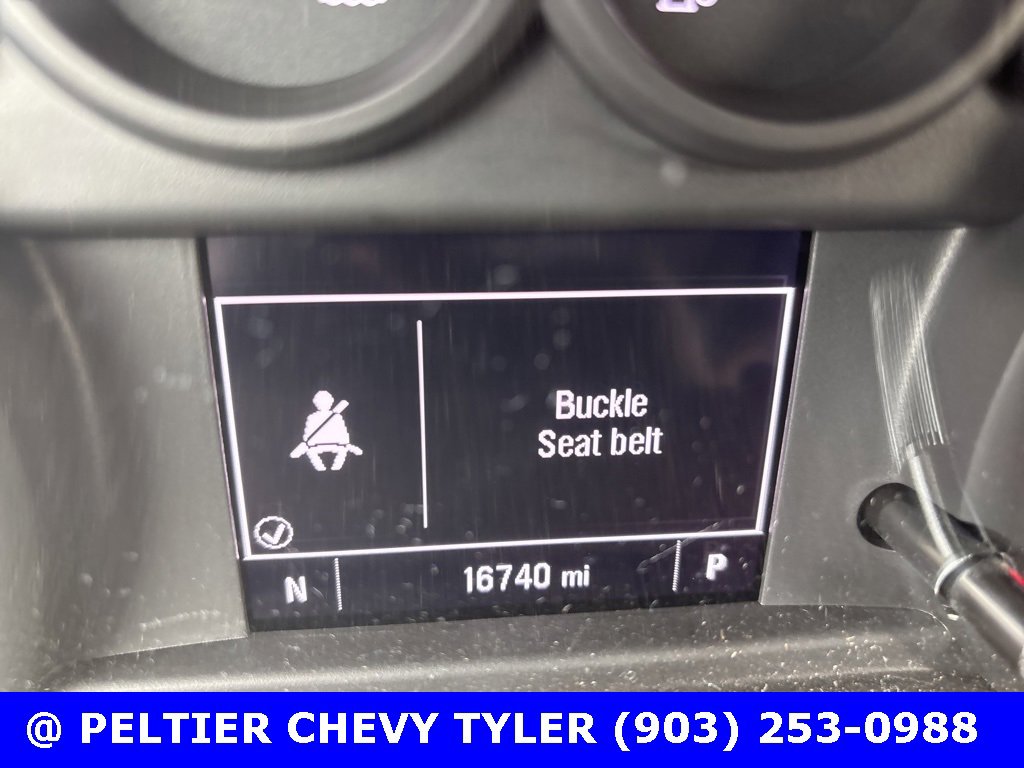 Buckle
Seat belt
N 16740 mi P
@ PELTIER CHEVY TYLER (903) 253-0988